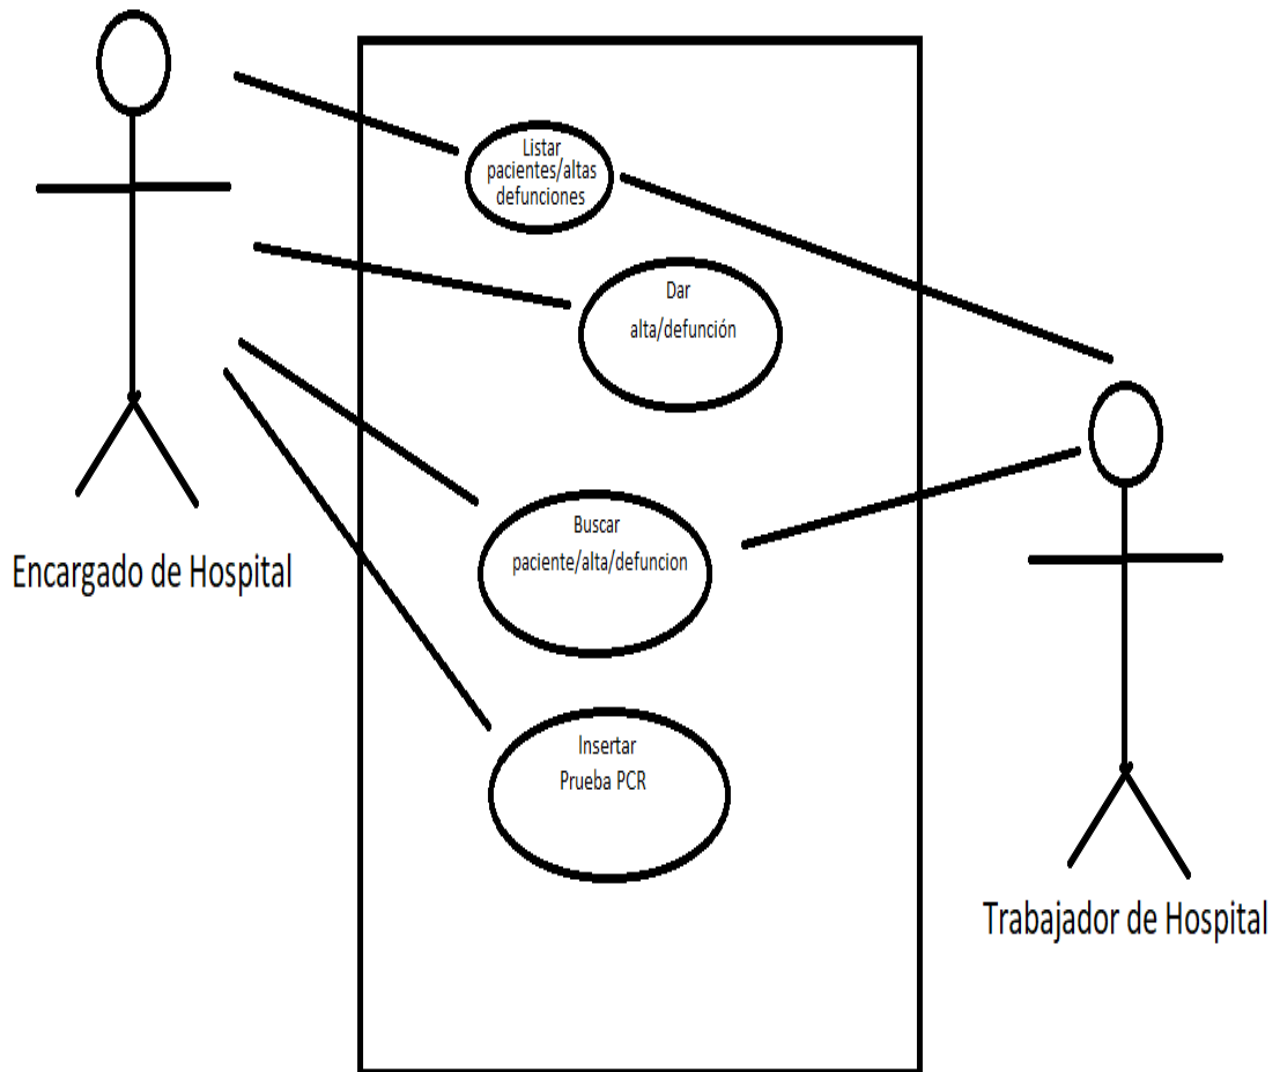 Listar
pacientes/altas
defunciones
Dar
alta/defunción
Buscar
paciente/alta/defuncion
Insertar
Prueba PCR
Encargado de Hospital
Trabajador de Hospital